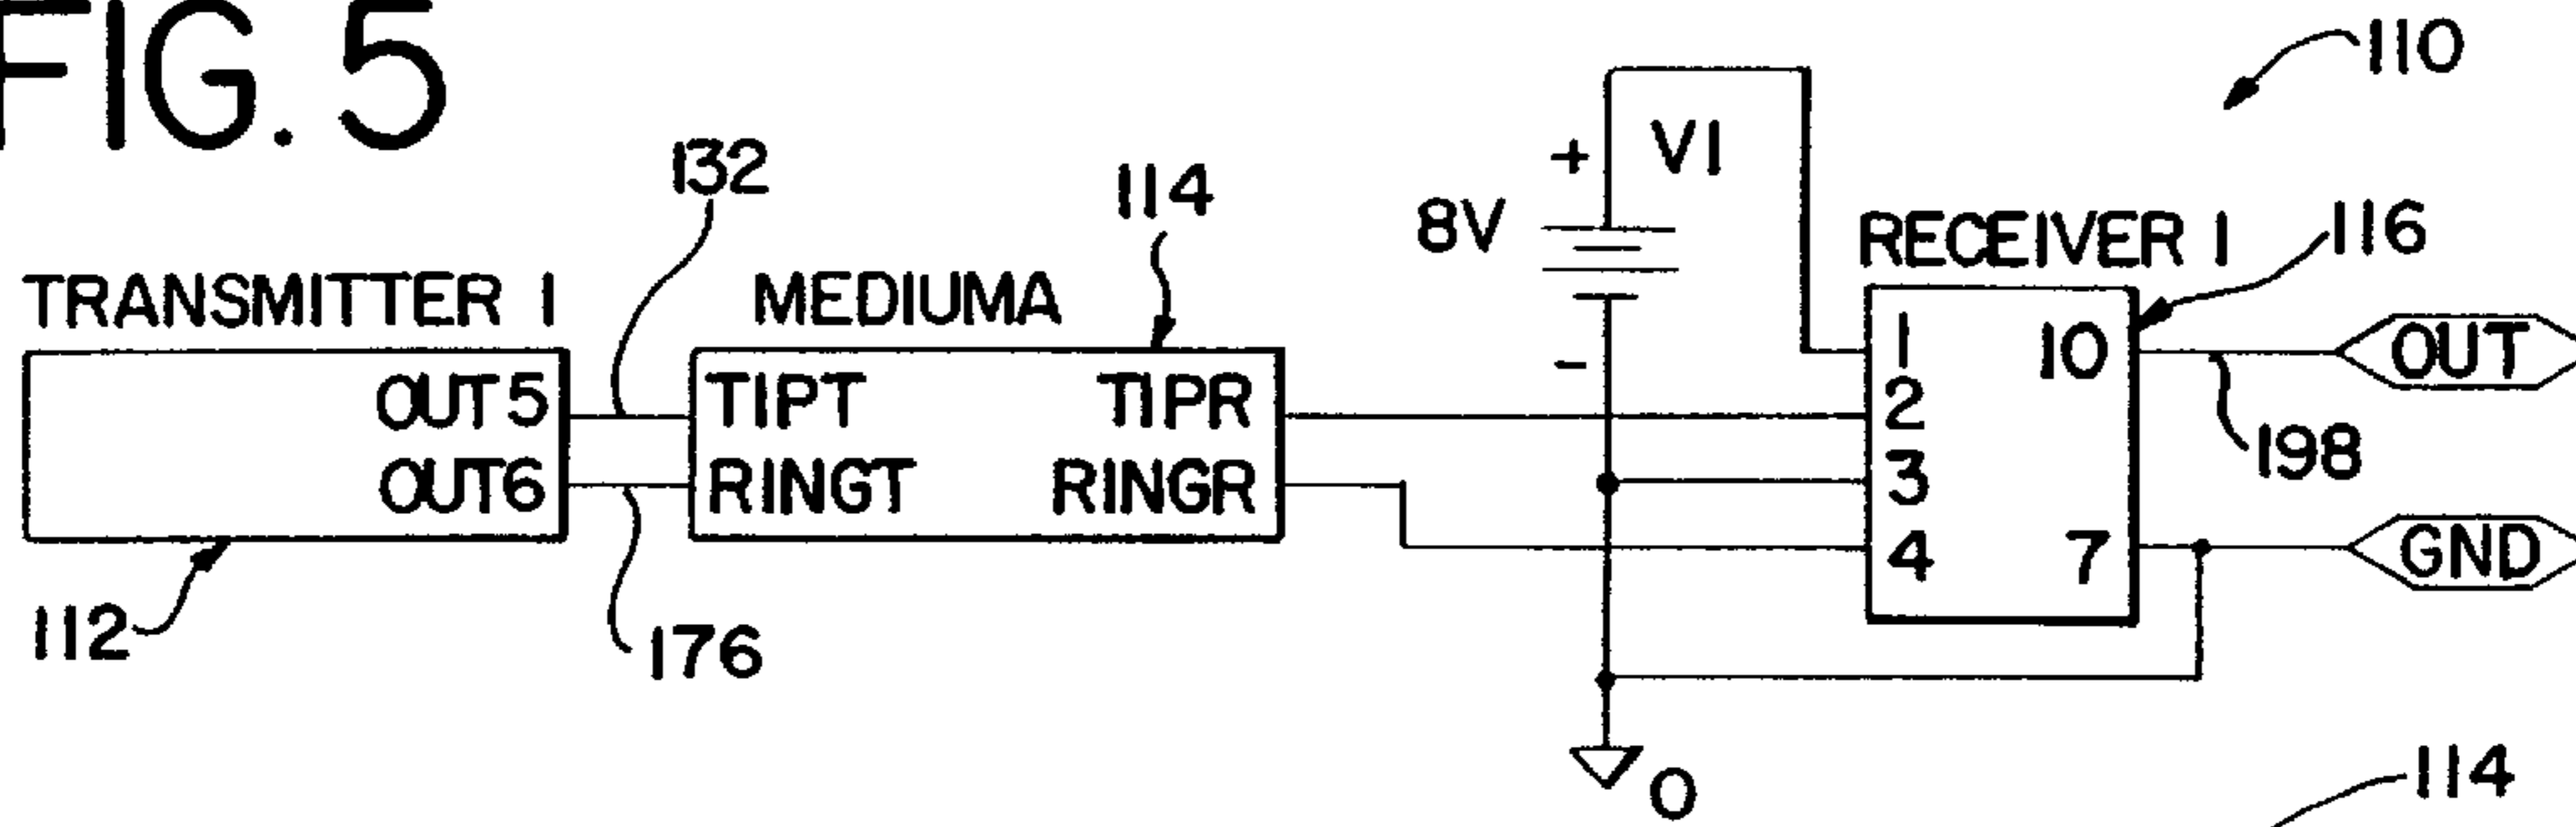 FIG. 5
110
132
114
+ V1
8V
-
RECEIVER 1
116
TRANSMITTER 1
MEDIUMA
OUT5
OUT6
TIPT
TIPR
RINGT
RINGR
1
10
2
3
4
7
OUT
198
GND
112
176
0
114